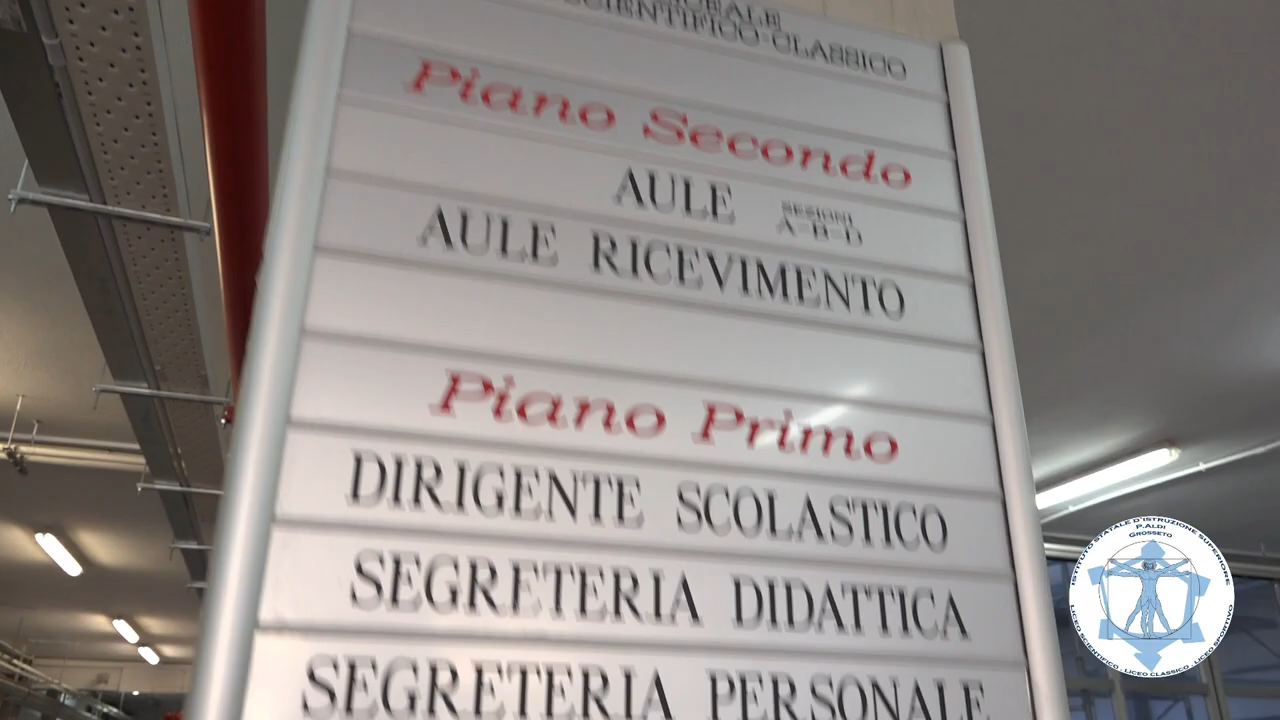 SCIENTIFICO-CLASSICO
Piano Secondo
AULE SESIONI A-B-D
AULE RICEVIMENTO
Piano Primo
DIRIGENTE SCOLASTICO
SEGRETERIA DIDATTICA
SEGRETERIA PERSONALE
ISTITUTO STATALE D'ISTRUZIONE SUPERIORE
P.ALDI
GROSSETO
LICEO SCIENTIFICO . LICEO CLASSICO . LICEO SPORTIVO